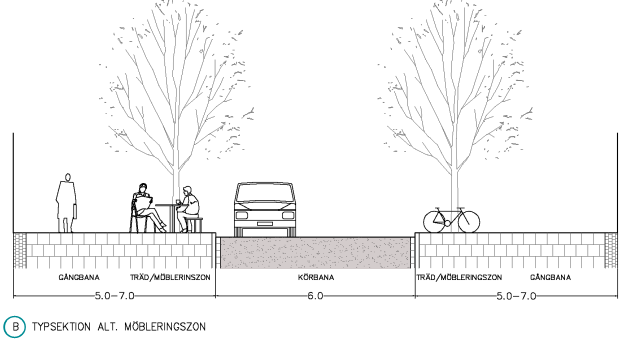 GÅNGBANA TRÄD/MÖBLERINSZON KÖRBANA TRÄD/MÖBLERINGSZON GÅNGBANA
5.0-7.0 6.0 5.0-7.0
B TYPSEKTION ALT. MÖBLERINGSZON